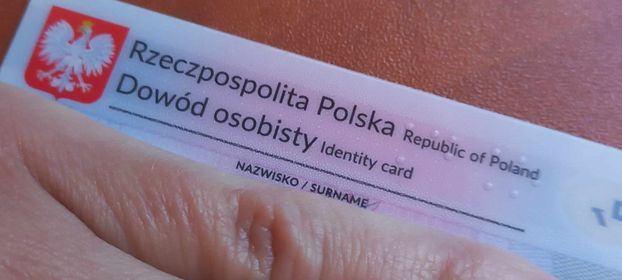 Rzeczpospolita Polska Republic of Poland
Dowód osobisty Identity card
NAZWISKO / SURNAME